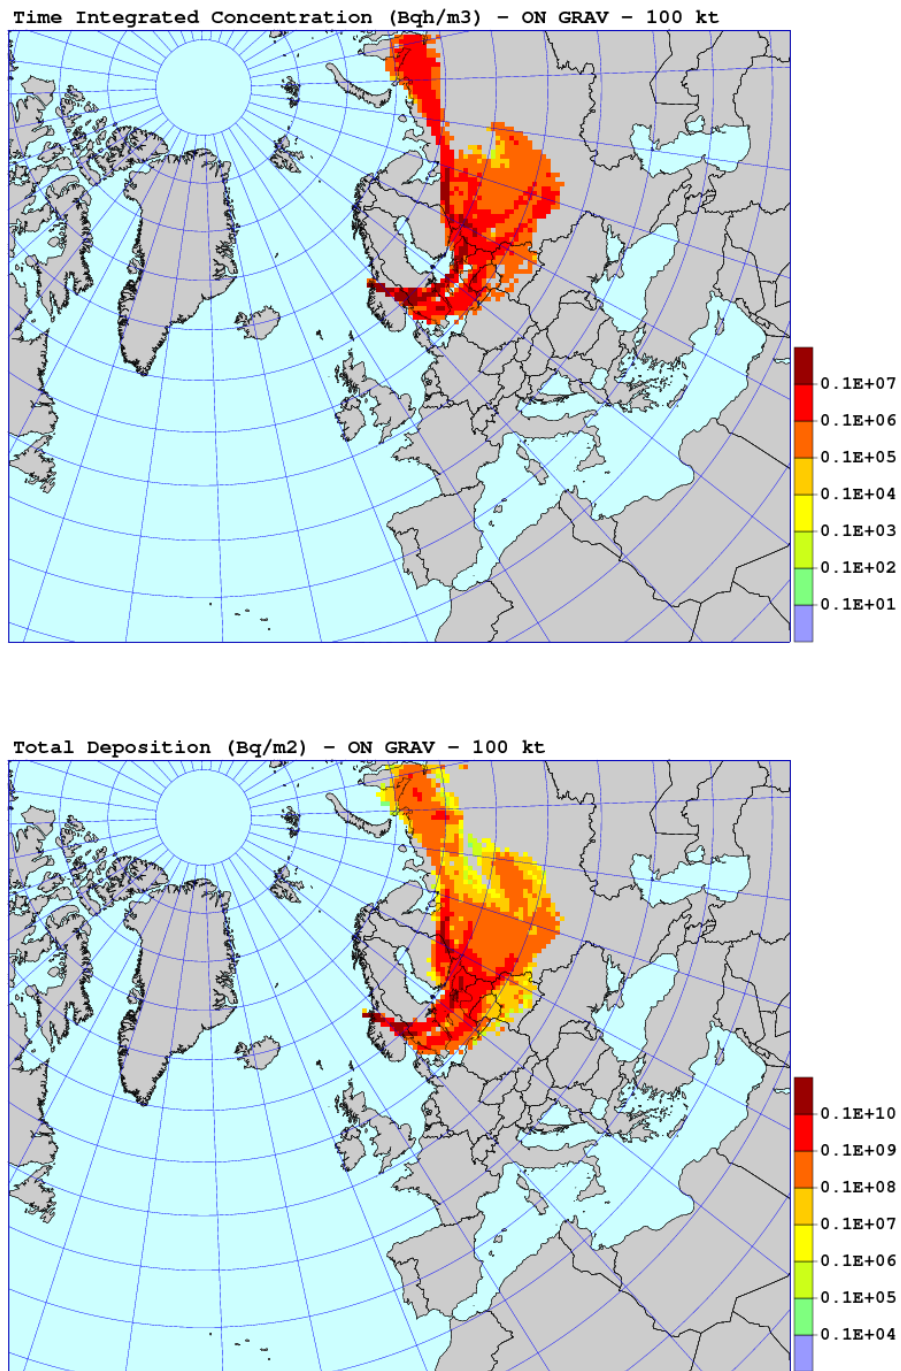 Time Integrated Concentration (Bqh/m3) – ON GRAV – 100 kt
0.1E+07
0.1E+06
0.1E+05
0.1E+04
0.1E+03
0.1E+02
0.1E+01
Total Deposition (Bq/m2) – ON GRAV – 100 kt
0.1E+10
0.1E+09
0.1E+08
0.1E+07
0.1E+06
0.1E+05
0.1E+04